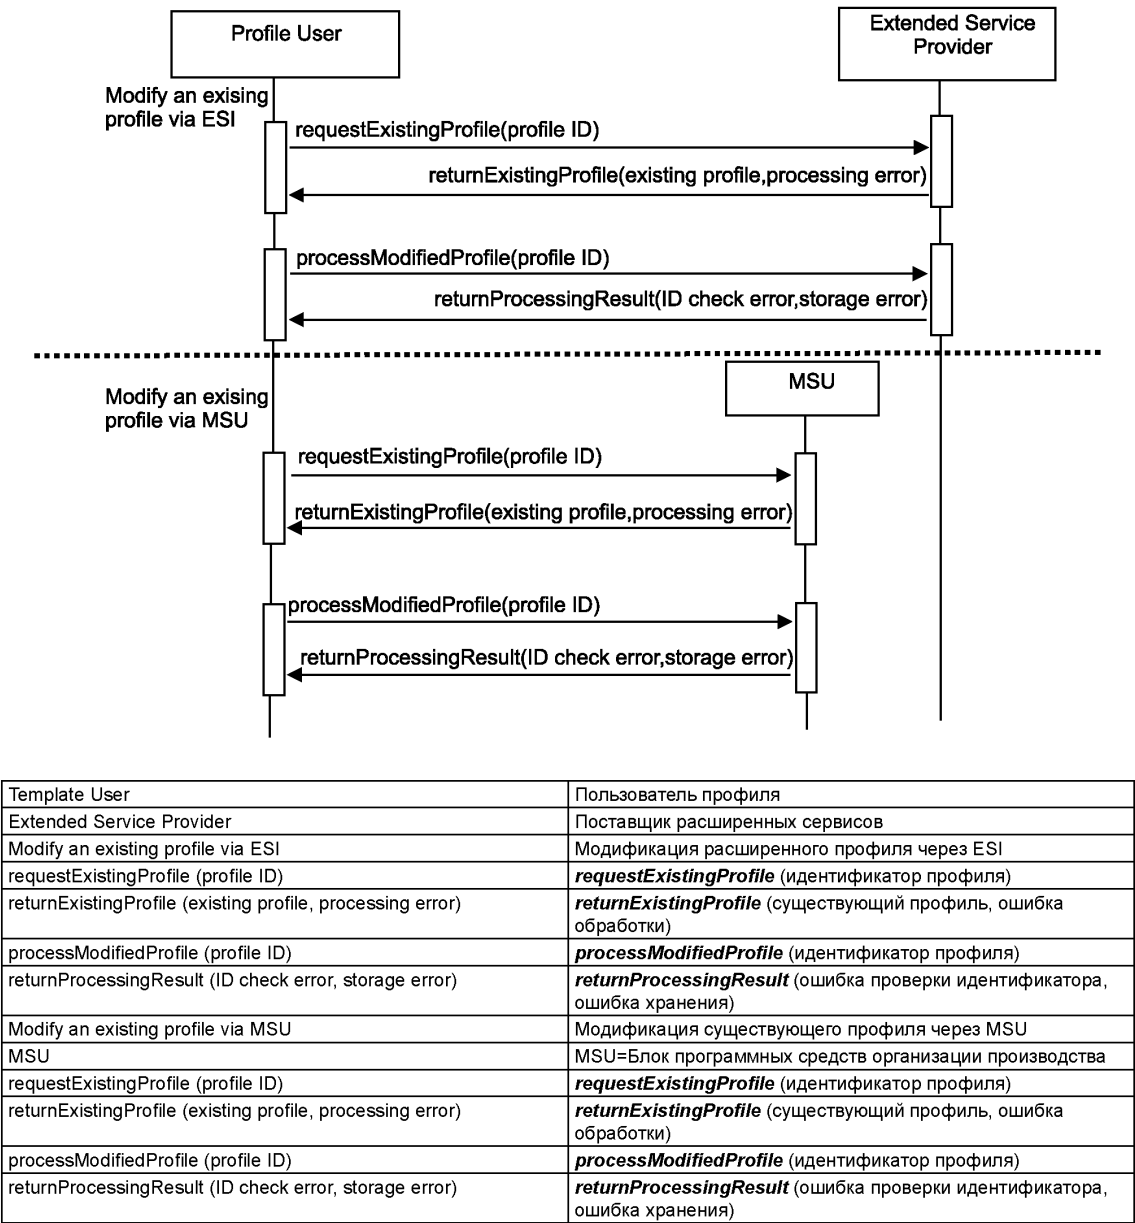 Profile User
Extended Service
Provider
Modify an exising
profile via ESI
requestExistingProfile(profile ID)
returnExistingProfile(existing profile,processing error)
processModifiedProfile(profile ID)
returnProcessingResult(ID check error,storage error)
MSU
Modify an exising
profile via MSU
requestExistingProfile(profile ID)
returnExistingProfile(existing profile,processing error)
processModifiedProfile(profile ID)
returnProcessingResult(ID check error,storage error)
Template User
Пользователь профиля
Extended Service Provider
Поставщик расширенных сервисов
Modify an existing profile via ESI
Модификация расширенного профиля через ESI
requestExistingProfile (profile ID)
requestExistingProfile (идентификатор профиля)
returnExistingProfile (existing profile, processing error)
returnExistingProfile (существующий профиль, ошибка
обработки)
processModifiedProfile (profile ID)
processModifiedProfile (идентификатор профиля)
returnProcessingResult (ID check error, storage error)
returnProcessingResult (ошибка проверки идентификатора,
ошибка хранения)
Modify an existing profile via MSU
Модификация существующего профиля через MSU
MSU
MSU=Блок программных средств организации производства
requestExistingProfile (profile ID)
requestExistingProfile (идентификатор профиля)
returnExistingProfile (existing profile, processing error)
returnExistingProfile (существующий профиль, ошибка
обработки)
processModifiedProfile (profile ID)
processModifiedProfile (идентификатор профиля)
returnProcessingResult (ID check error, storage error)
returnProcessingResult (ошибка проверки идентификатора,
ошибка хранения)